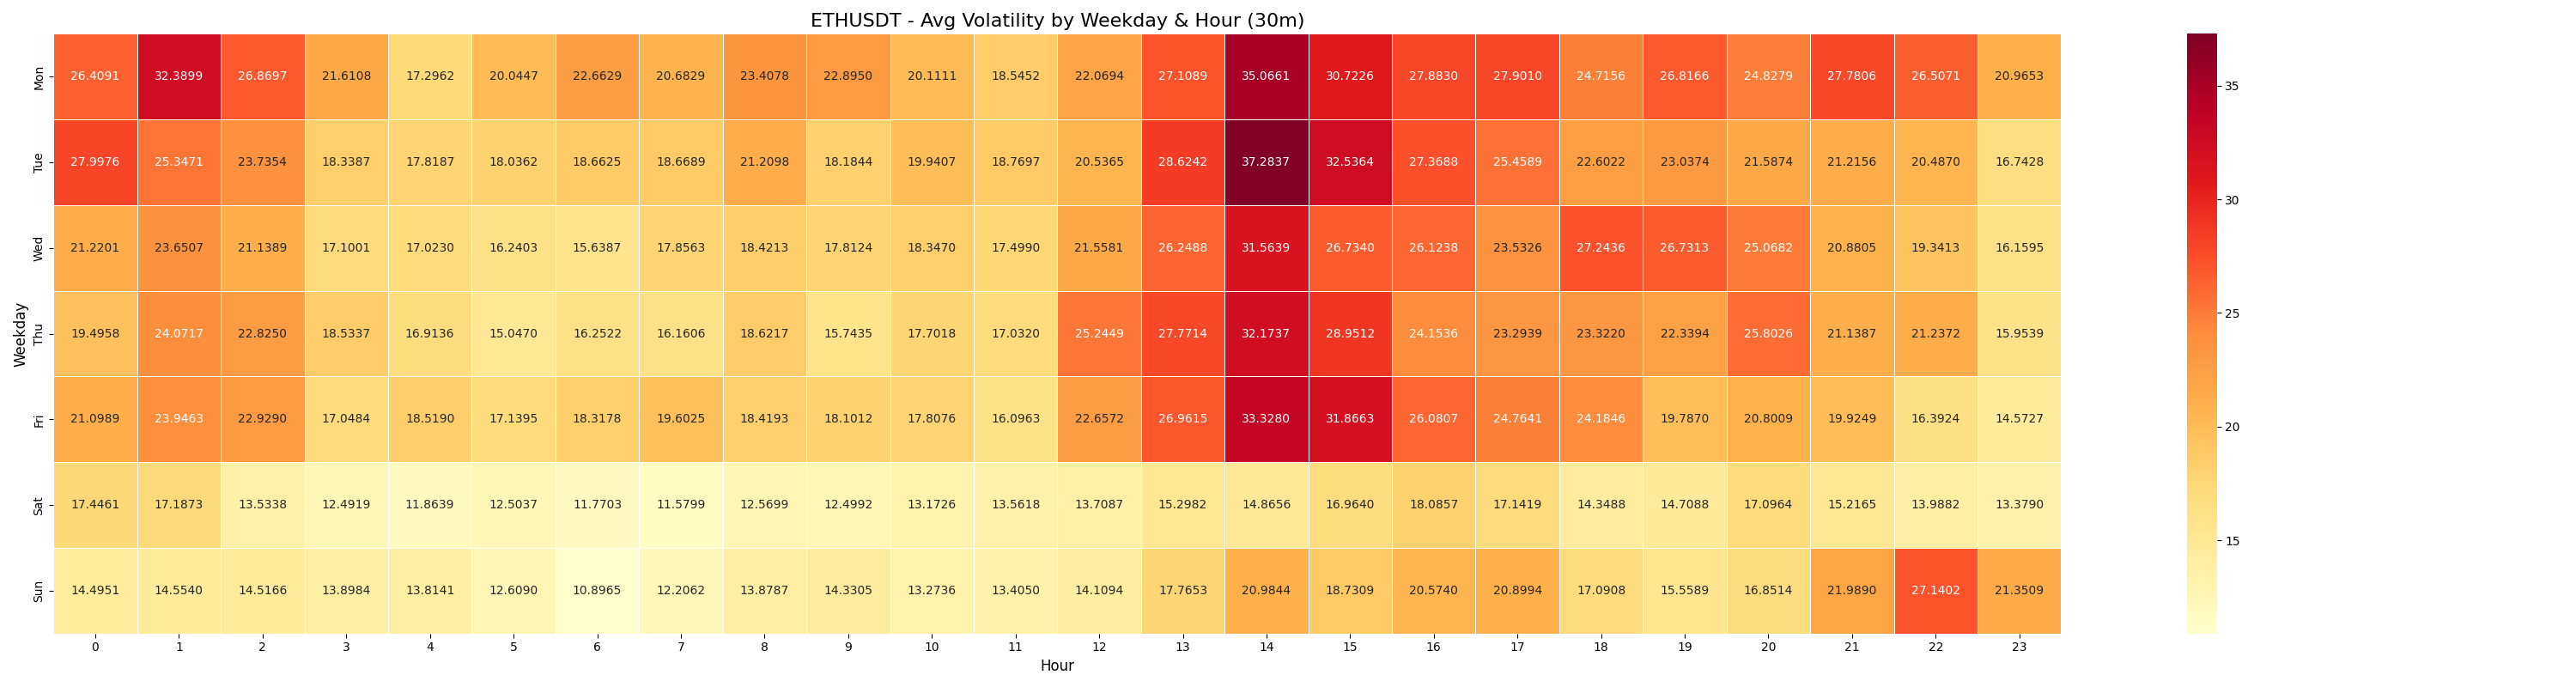 ETHUSDT - Avg Volatility by Weekday & Hour (30m)
Mon 26.4091 32.3899 26.8697 21.6108 17.2962 20.0447 22.6629 20.6829 23.4078 22.8950 20.1111 18.5452 22.0694 27.1089 35.0661 30.7226 27.8830 27.9010 24.7156 26.8166 24.8279 27.7806 26.5071 20.9653
Tue 27.9976 25.3471 23.7354 18.3387 17.8187 18.0362 18.6625 18.6689 21.2098 18.1844 19.9407 18.7697 20.5365 28.6242 37.2837 32.5364 27.3688 25.4589 22.6022 23.0374 21.5874 21.2156 20.4870 16.7428
Wed 21.2201 23.6507 21.1389 17.1001 17.0230 16.2403 15.6387 17.8563 18.4213 17.8124 18.3470 17.4990 21.5581 26.2488 31.5639 26.7340 26.1238 23.5326 27.2436 26.7313 25.0682 20.8805 19.3413 16.1595
Thu 19.4958 24.0717 22.8250 18.5337 16.9136 15.0470 16.2522 16.1606 18.6217 15.7435 17.7018 17.0320 25.2449 27.7714 32.1737 28.9512 24.1536 23.2939 23.3220 22.3394 25.8026 21.1387 21.2372 15.9539
Fri 21.0989 23.9463 22.9290 17.0484 18.5190 17.1395 18.3178 19.6025 18.4193 18.1012 17.8076 16.0963 22.6572 26.9615 33.3280 31.8663 26.0807 24.7641 24.1846 19.7870 20.8009 19.9249 16.3924 14.5727
Sat 17.4461 17.1873 13.5338 12.4919 11.8639 12.5037 11.7703 11.5799 12.5699 12.4992 13.1726 13.5618 13.7087 15.2982 14.8656 16.9640 18.0857 17.1419 14.3488 14.7088 17.0964 15.2165 13.9882 13.3790
Sun 14.4951 14.5540 14.5166 13.8984 13.8141 12.6090 10.8965 12.2062 13.8787 14.3305 13.2736 13.4050 14.1094 17.7653 20.9844 18.7309 20.5740 20.8994 17.0908 15.5589 16.8514 21.9890 27.1402 21.3509
0 1 2 3 4 5 6 7 8 9 10 11 12 13 14 15 16 17 18 19 20 21 22 23
Hour
Weekday
35
30
25
20
15